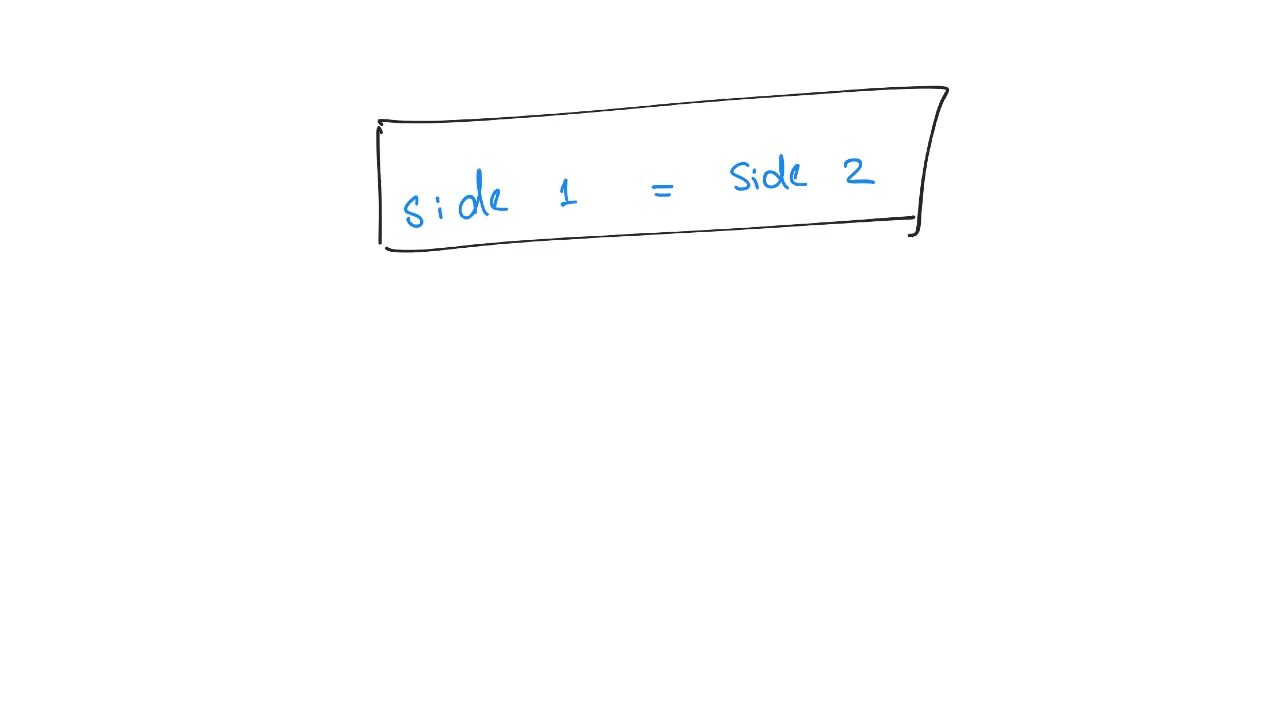 side 1 = side 2